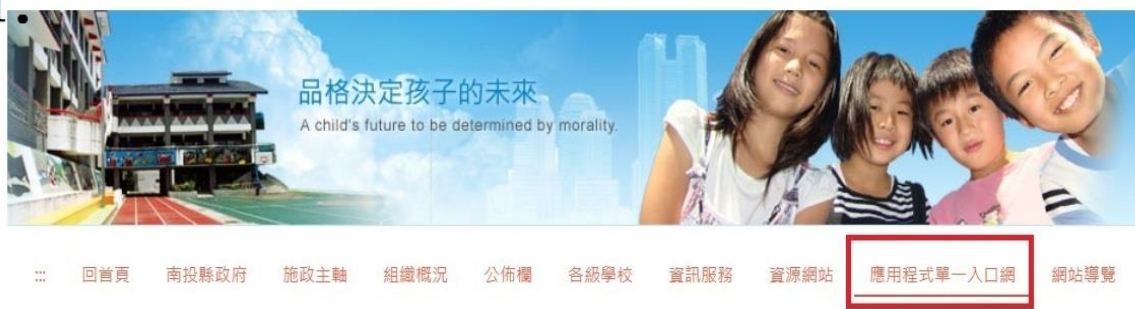 品格決定孩子的未來
A child's future to be determined by morality.
::: 回首頁 南投縣政府 施政主軸 組織概況 公佈欄 各級學校 資訊服務 資源網站 應用程式單一入口網 網站導覽